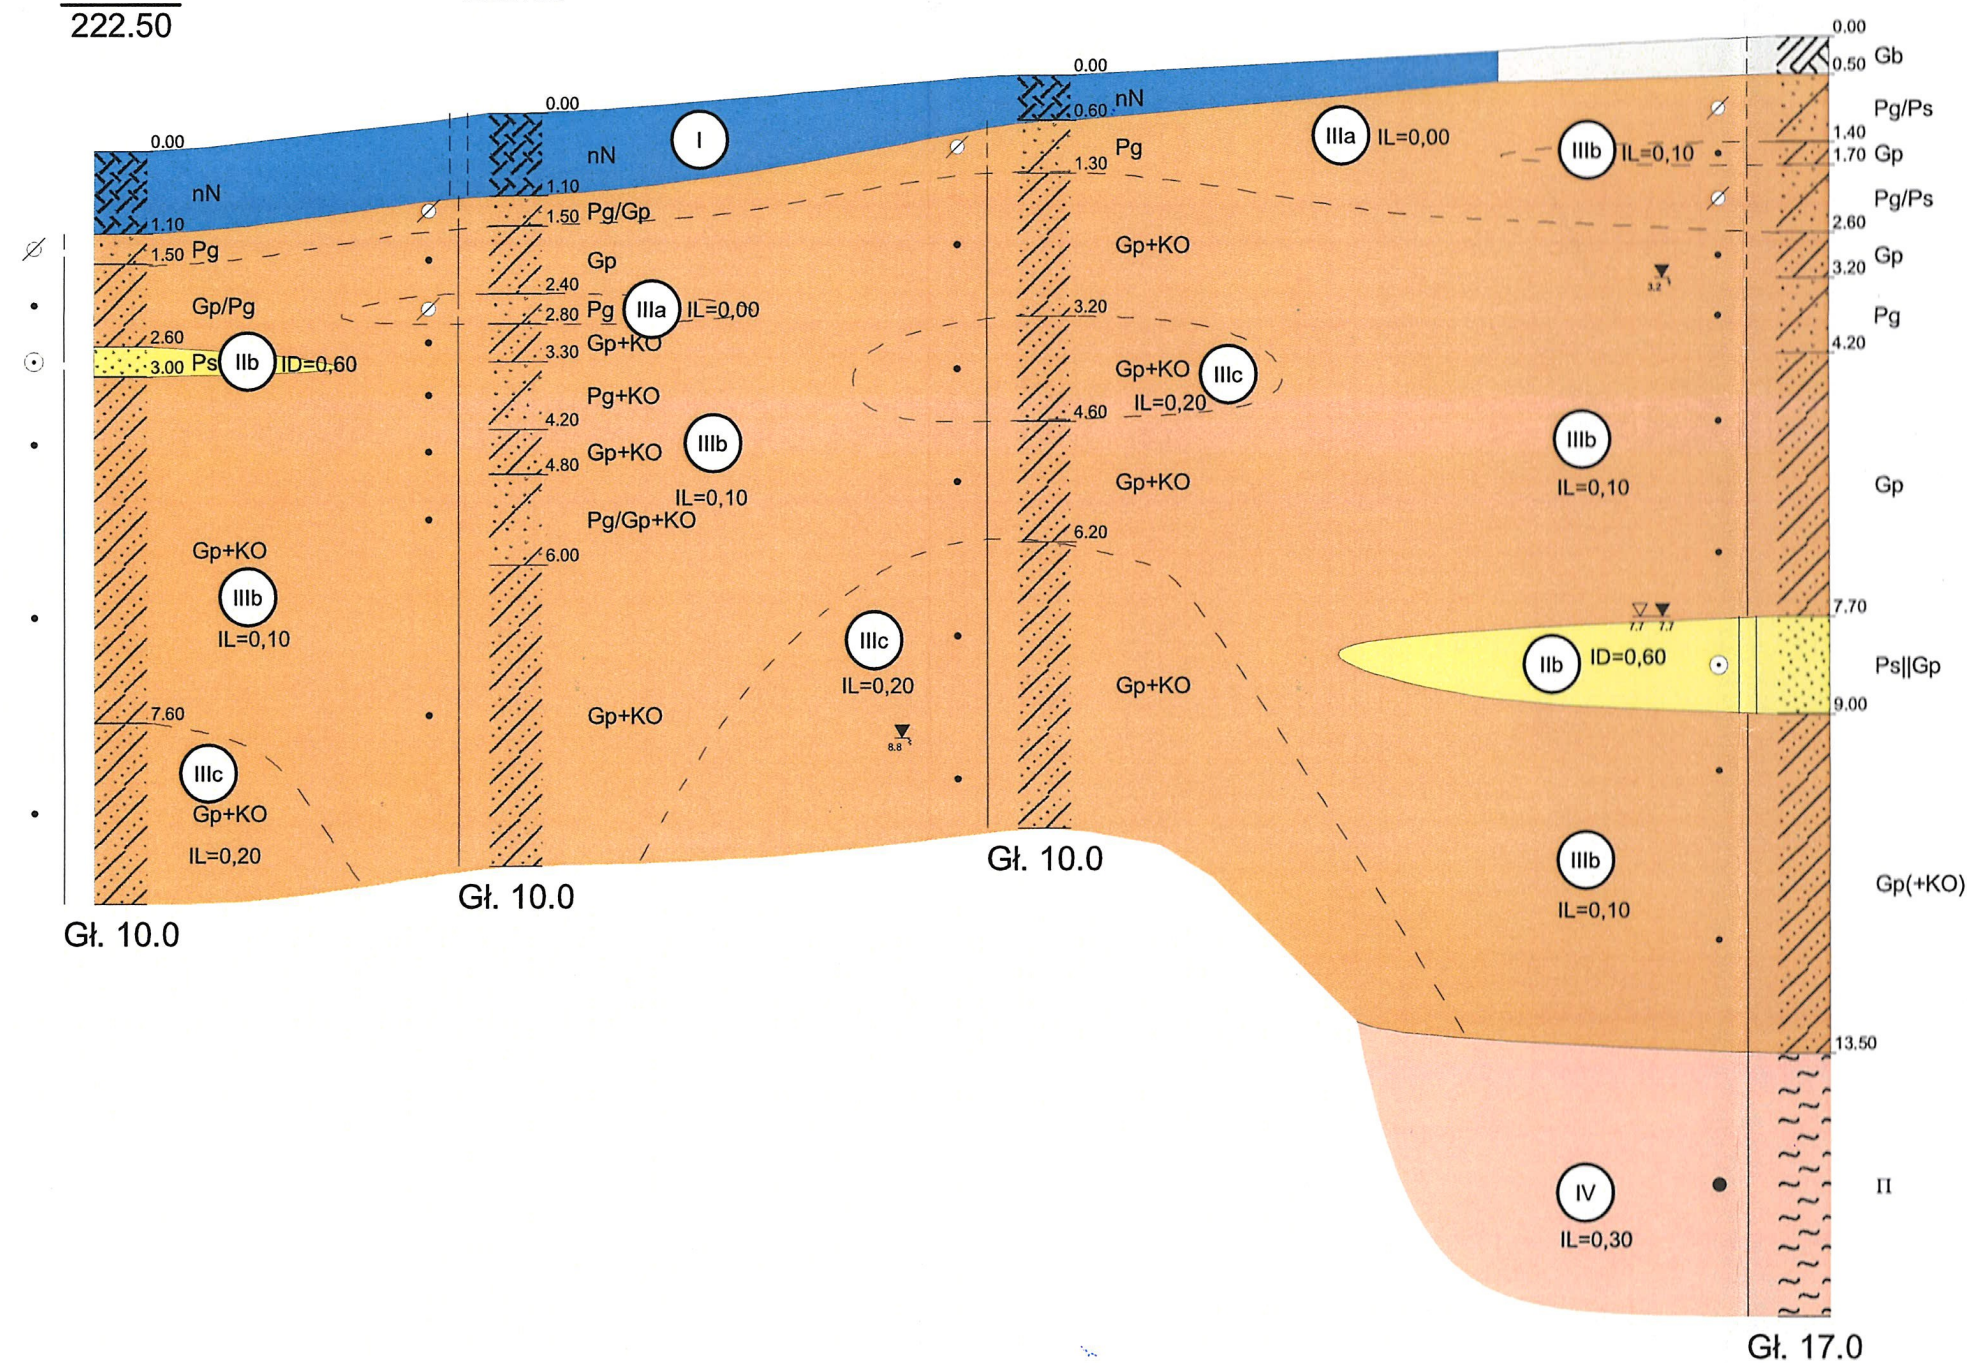 222.50
0.00
nN
1.10
Pg
1.50
Gp/Pg
2.60
3.00 Ps IIb ID=0,60
Gp+KO
IIIb
IL=0,10
7.60
IIIc
Gp+KO
IL=0,20
Gł. 10.0
0.00
nN
I
1.10
1.50 Pg/Gp
Gp
2.40
2.80 Pg IIIa IL=0,00
Gp+KO
3.30
Pg+KO
4.20
Gp+KO IIIb
4.80
IL=0,10
Pg/Gp+KO
6.00
Gp+KO
Gł. 10.0
IIIc
IL=0,20
8.8
0.00
nN
0.60
Pg
1.30
Gp+KO
3.20
Gp+KO IIIc
IL=0,20
4.60
Gp+KO
6.20
Gp+KO
Gł. 10.0
IIIa IL=0,00
IIIb IL=0,10
3.2
IIIb
IL=0,10
7.7 7.7
IIb ID=0,60
IIIb
IL=0,10
IV
IL=0,30
0.00
Gb
0.50
Pg/Ps
1.40
Gp
1.70
Pg/Ps
2.60
Gp
3.20
Pg
4.20
Gp
7.70
Ps||Gp
9.00
Gp(+KO)
13.50
Π
Gł. 17.0